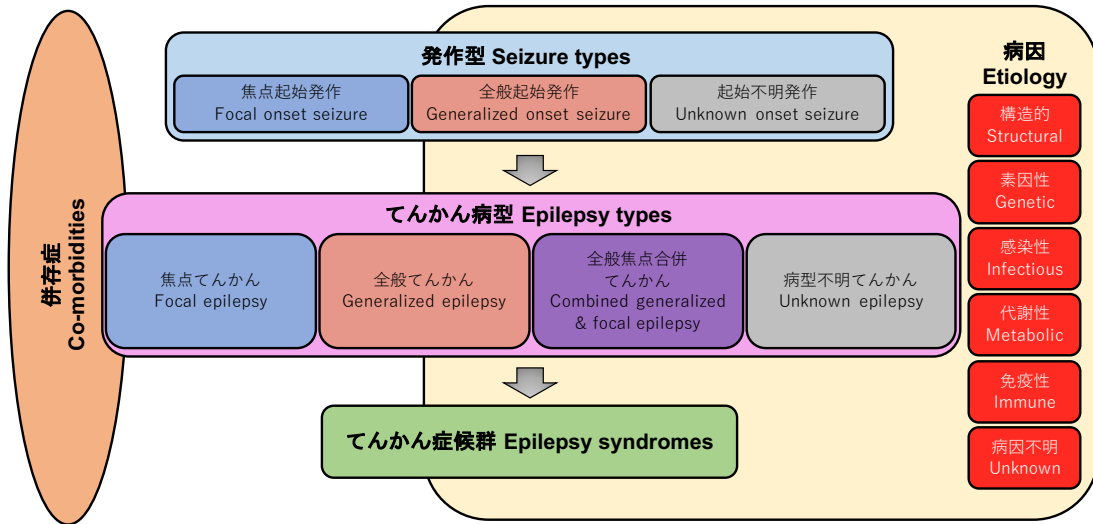 発作型 Seizure types
焦点起始発作
Focal onset seizure
全般起始発作
Generalized onset seizure
起始不明発作
Unknown onset seizure
てんかん病型 Epilepsy types
焦点てんかん
Focal epilepsy
全般てんかん
Generalized epilepsy
全般焦点合併
てんかん
Combined generalized
& focal epilepsy
病型不明てんかん
Unknown epilepsy
てんかん症候群 Epilepsy syndromes
併存症
Co-morbidities
病因
Etiology
構造的
Structural
素因性
Genetic
感染性
Infectious
代謝性
Metabolic
免疫性
Immune
病因不明
Unknown